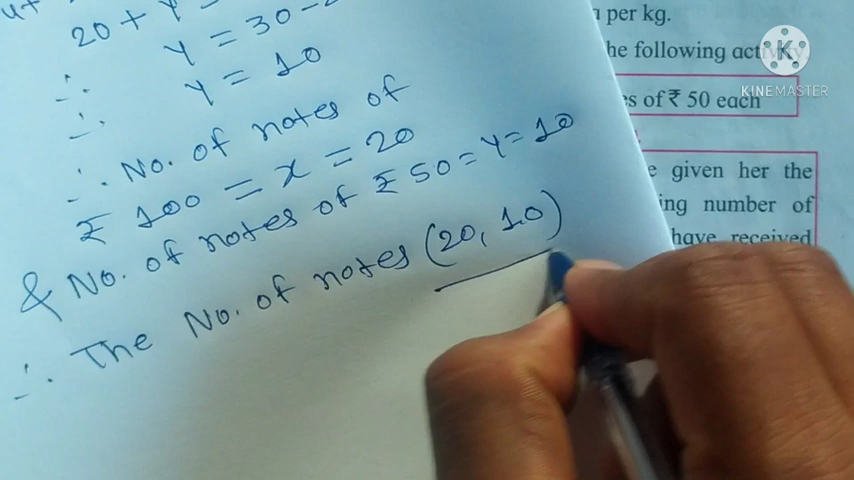 20 + Y
∴ Y = 30 -
∴ Y = 10
∴ No. of notes of
₹ 100 = x = 20
& No. of notes of ₹ 50 = Y = 10
∴ The No. of notes (20, 10)
per kg.
he following activity
s of ₹ 50 each
given her the
ing number of
have received
KINEMASTER